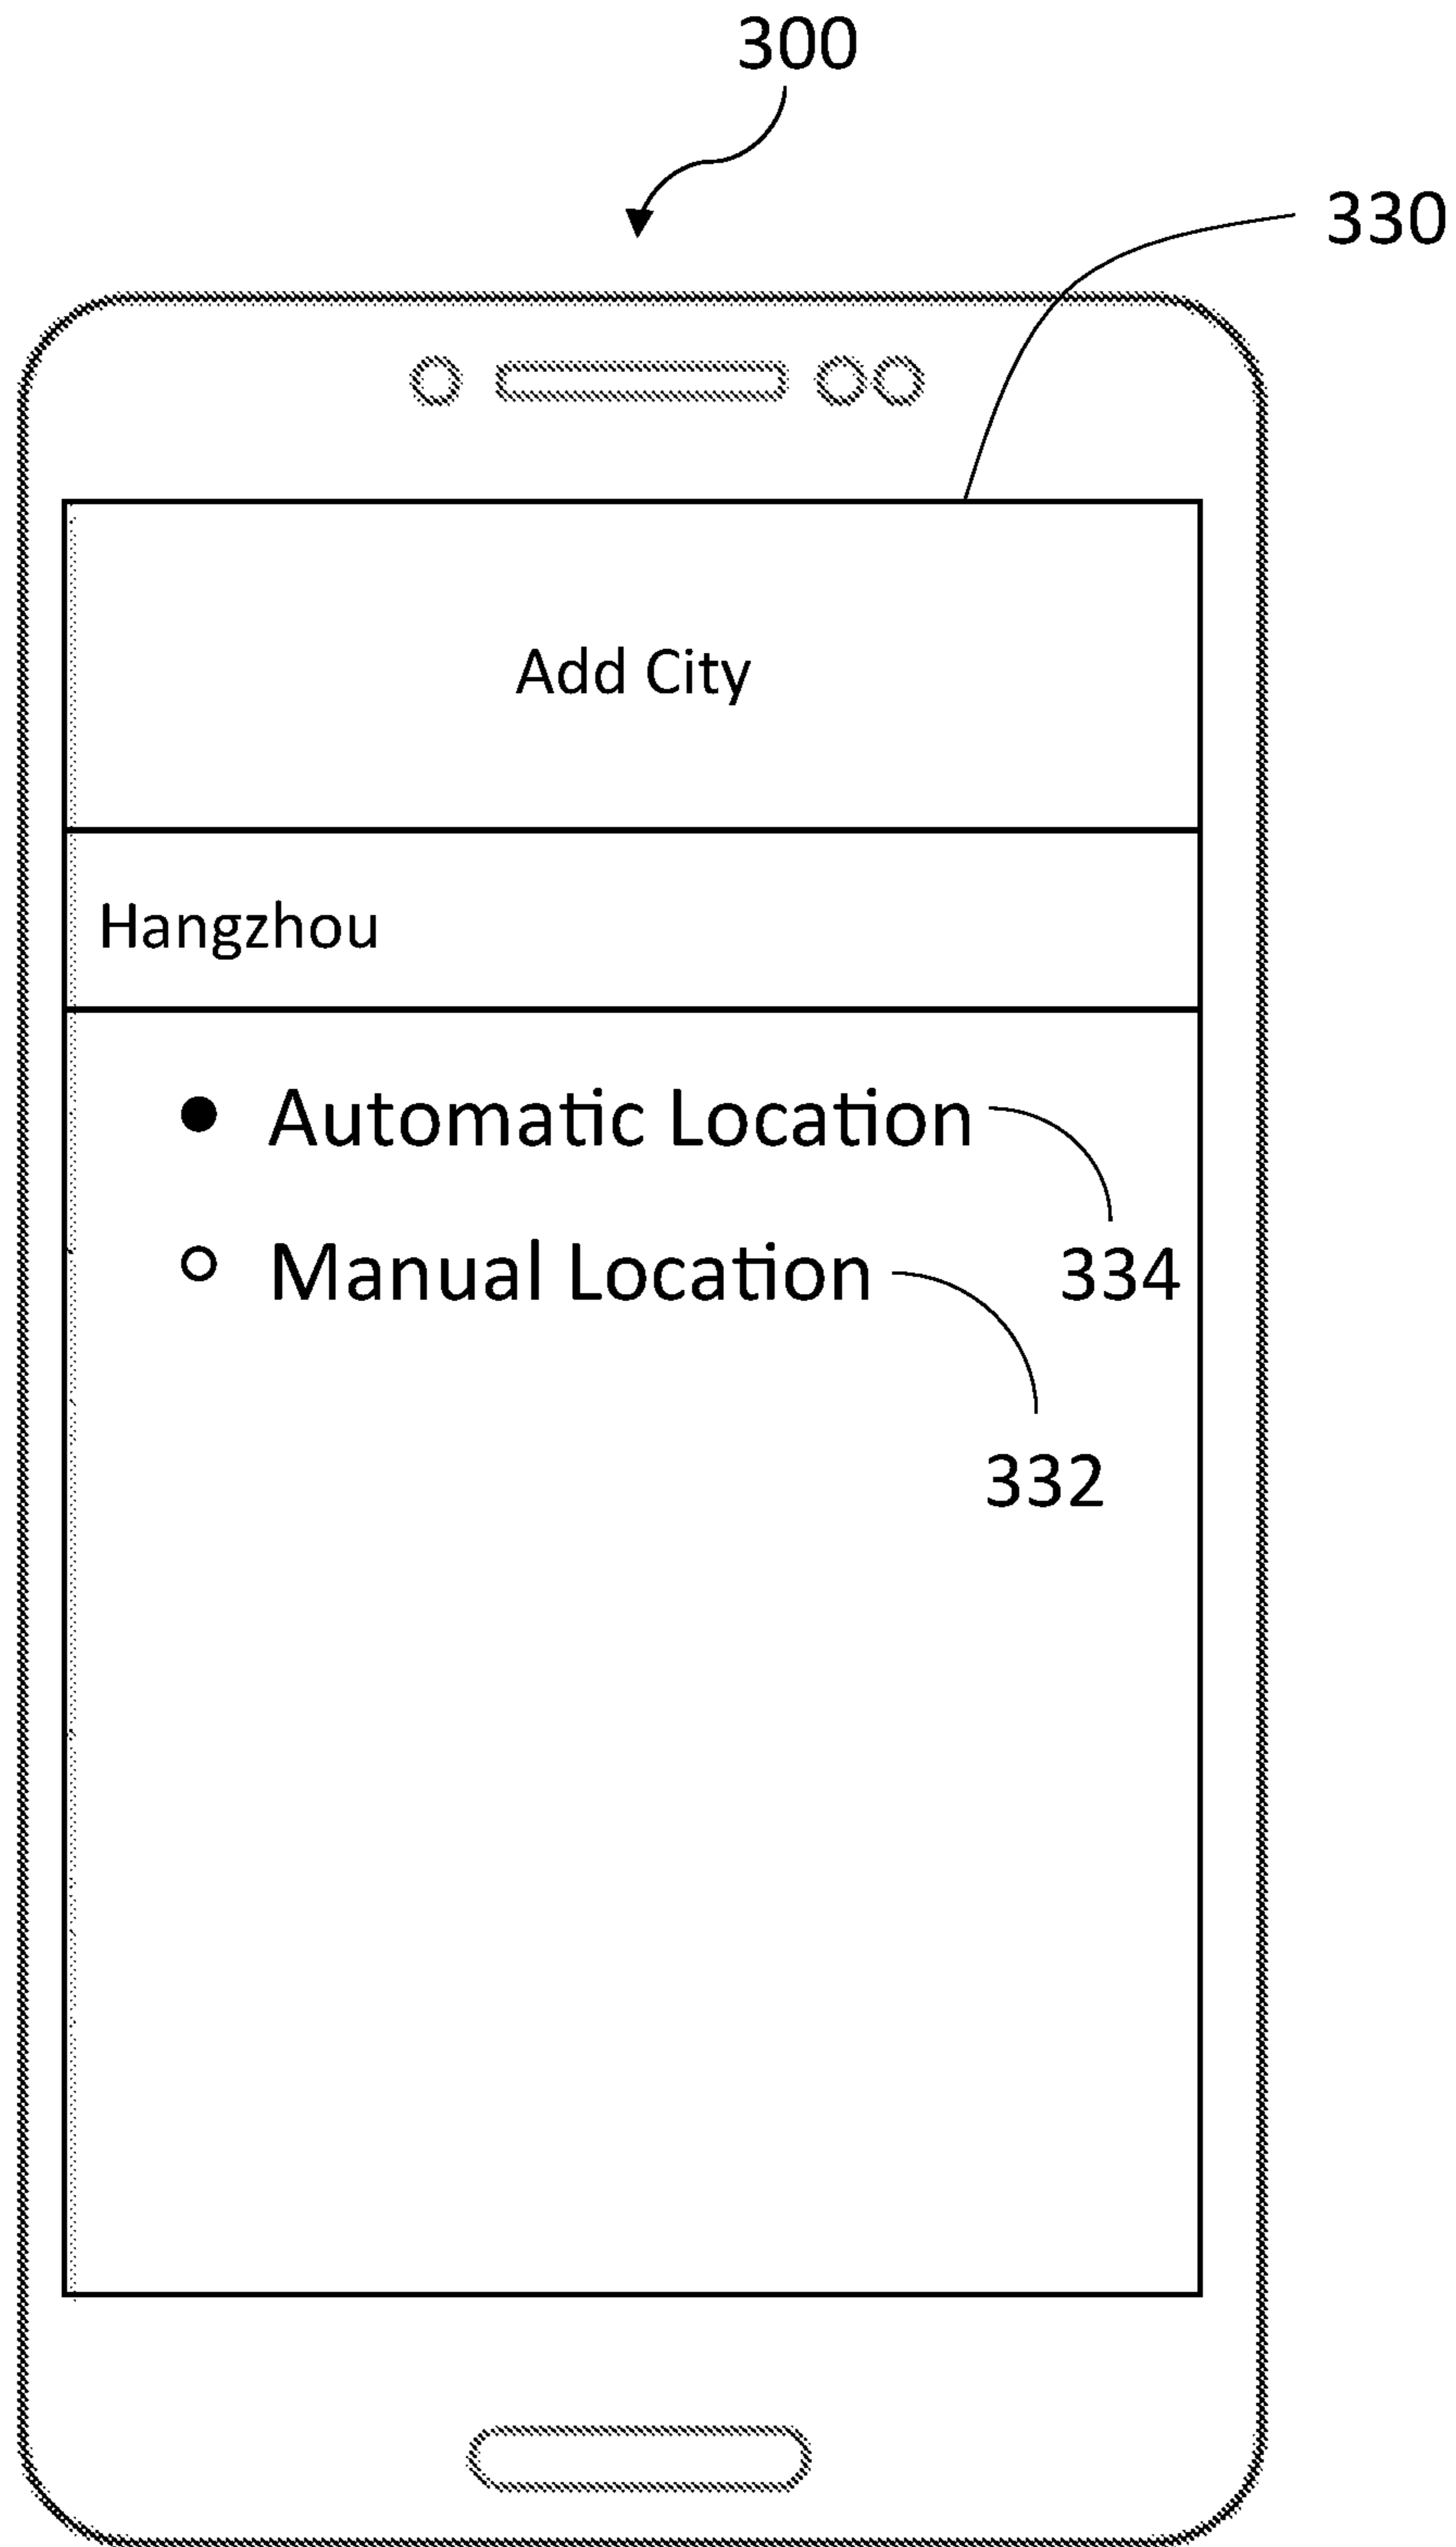 300
330
Add City
Hangzhou
Automatic Location
334
Manual Location
332